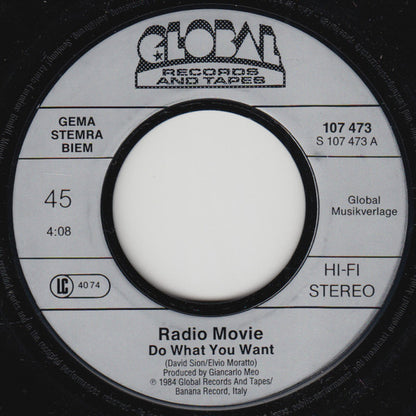 GLOBAL
RECORDS
AND TAPES
GEMA
STEMRA
BIEM
107 473
S 107 473 A
45
4:08
Global
Musikverlage
LC 4074
HI-FI
STEREO
Radio Movie
Do What You Want
(David Sion/Elvio Moratto)
Produced by Giancarlo Meo
℗ 1984 Global Records And Tapes/
Banana Record, Italy